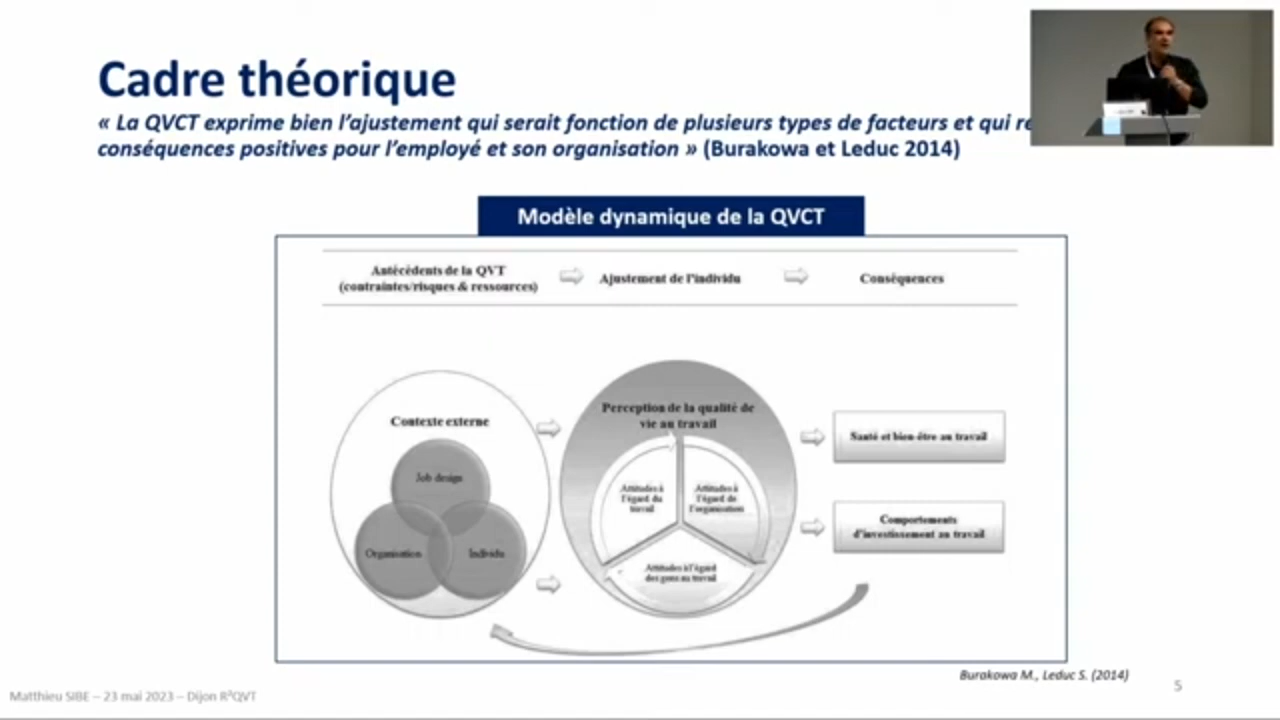 Cadre théorique
« La QVCT exprime bien l'ajustement qui serait fonction de plusieurs types de facteurs et qui
conséquences positives pour l'employé et son organisation » (Burakowa et Leduc 2014)
Modèle dynamique de la QVCT
Antécédents de la QVT
(contraintes/risques & ressources)
Ajustement de l'individu
Conséquences
Contexte externe
Job design
Organisation
Individu
Perception de la qualité de
vie au travail
Attitudes à
l'égard du
travail
Attitudes à
l'égard de
l'organisation
Attitudes à l'égard
des gens au travail
Santé et bien-être au travail
Comportements
d'investissement au travail
Burakowa M., Leduc S. (2014)
Matthieu SIBE – 23 mai 2023 – Dijon R²QVT
5